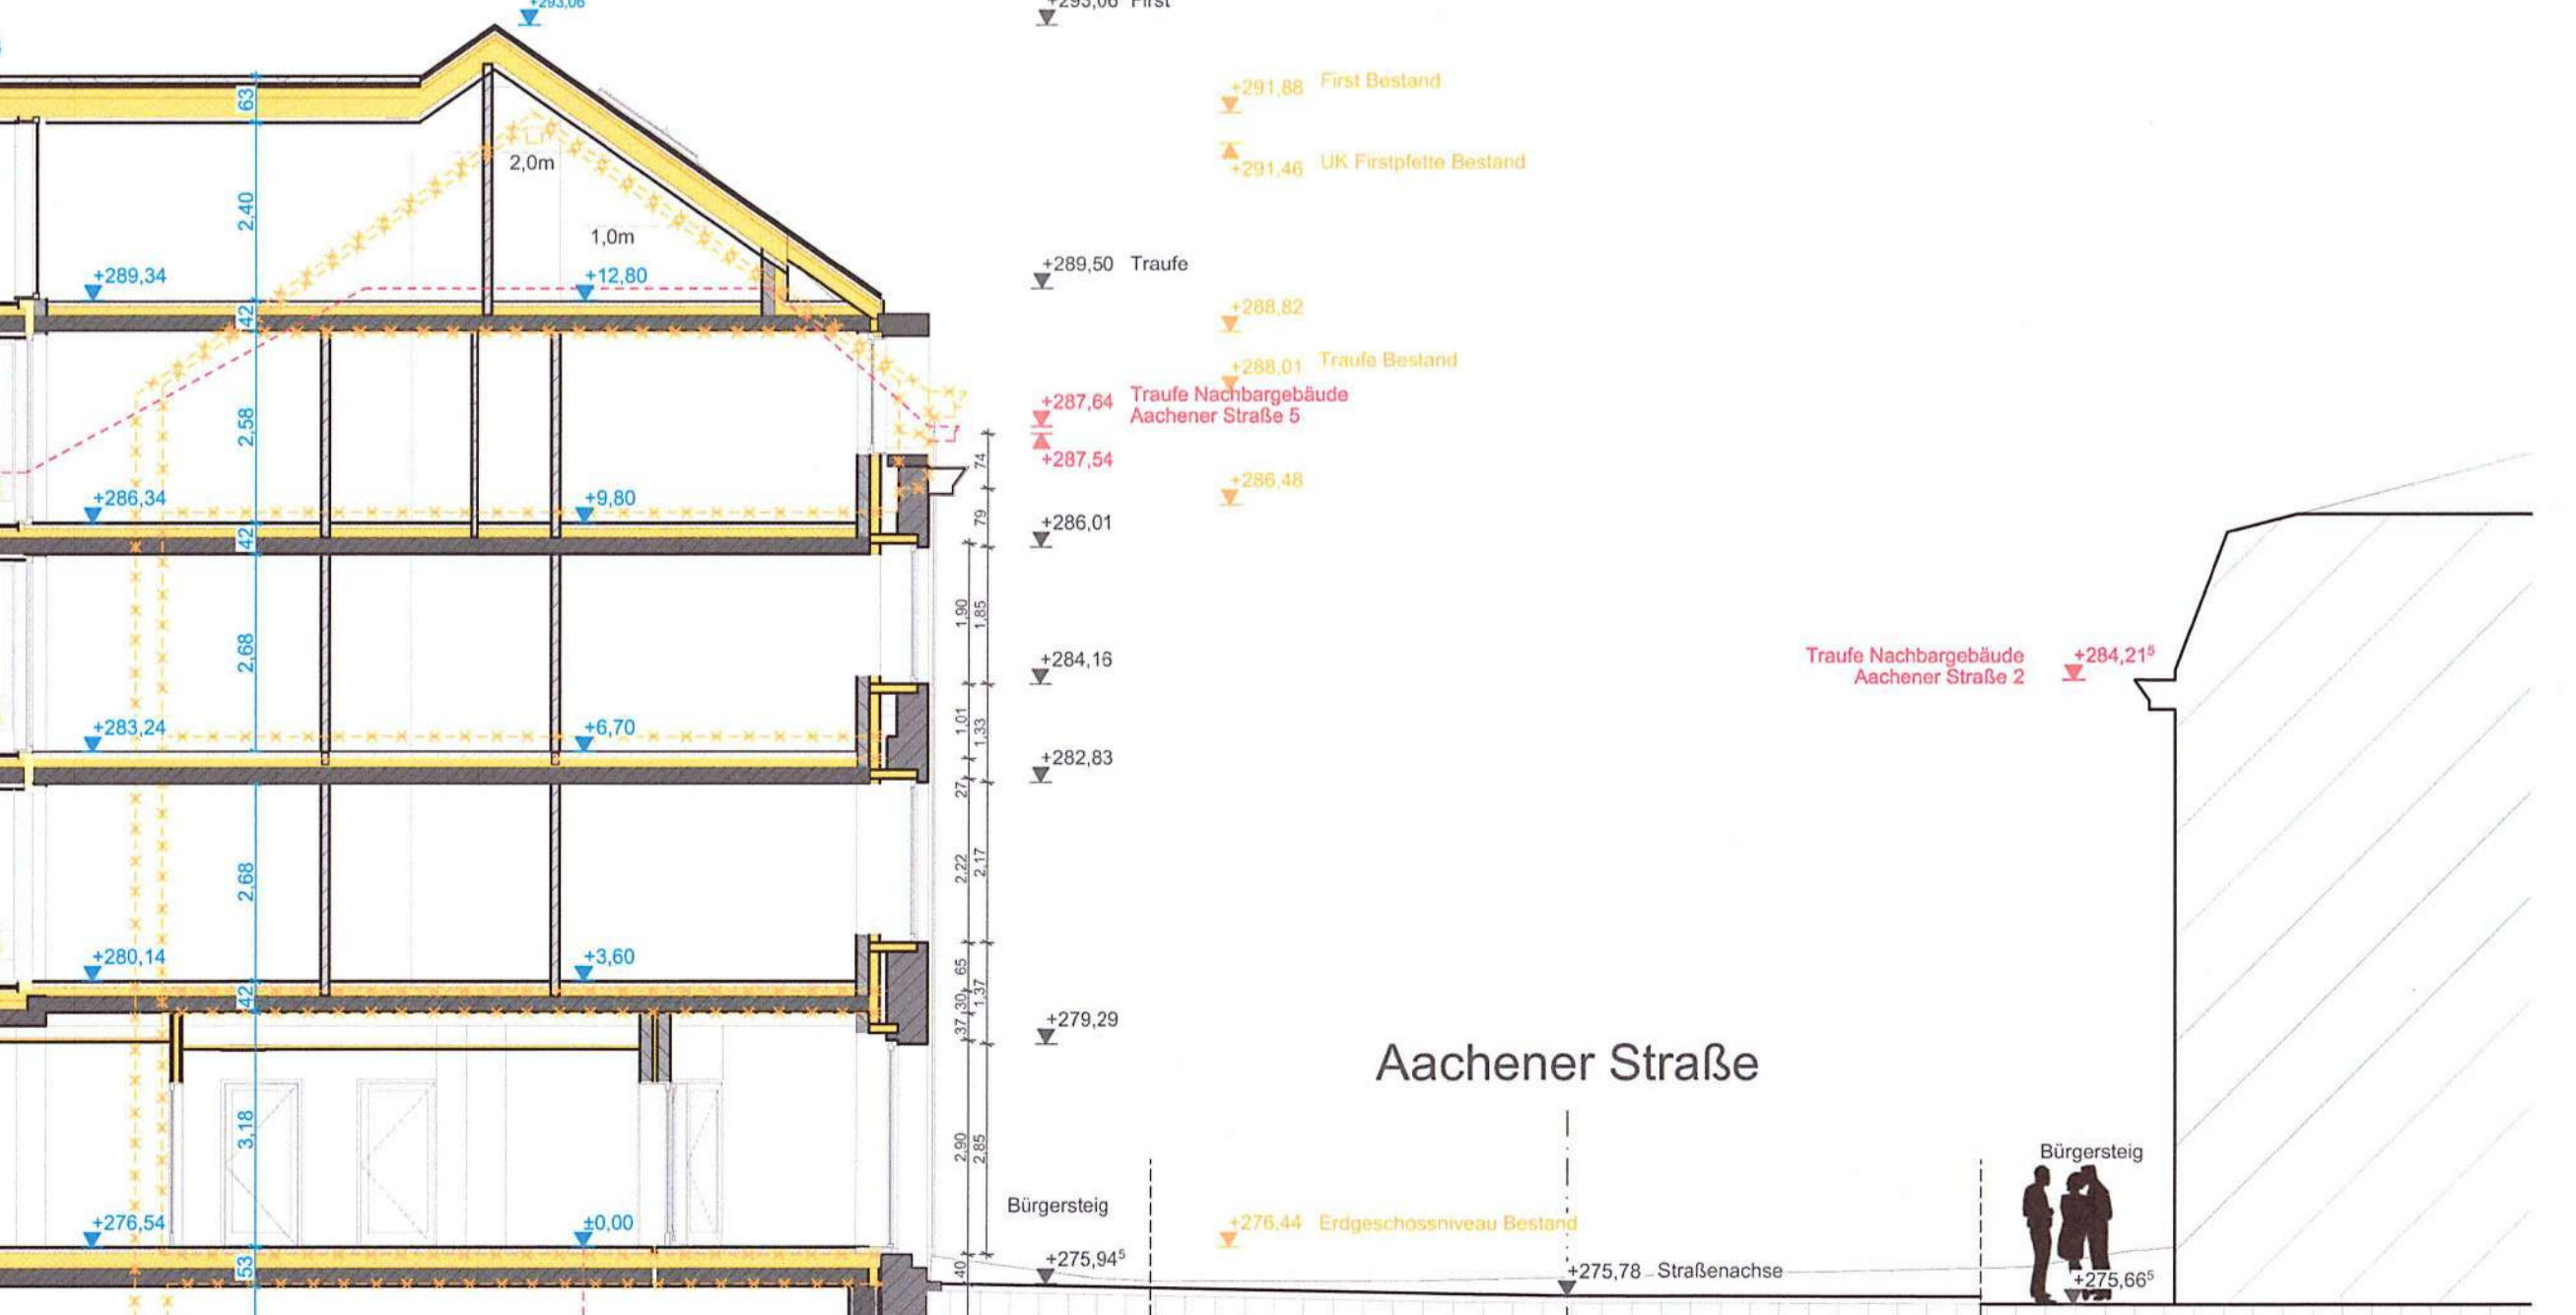 +293,06
+293,06 First
+291,88 First Bestand
+291,46 UK Firstpfette Bestand
63
2,0m
2,40
1,0m
+289,34
+12,80
+289,50 Traufe
42
+288,82
+288,01 Traufe Bestand
+287,64 Traufe Nachbargebäude
Aachener Straße 5
+287,54
2,58
74
+286,48
+286,34
+9,80
79
+286,01
42
1,90
1,85
2,68
+284,16
Traufe Nachbargebäude
Aachener Straße 2
+284,21⁵
+283,24
+6,70
1,01
1,33
+282,83
27
2,68
2,22
2,17
+280,14
+3,60
65
42
30
1,37
37
+279,29
Aachener Straße
3,18
2,90
2,85
Bürgersteig
Bürgersteig
+276,54
±0,00
+276,44 Erdgeschossniveau Bestand
53
40
+275,94⁵
+275,78 Straßenachse
+275,66⁵